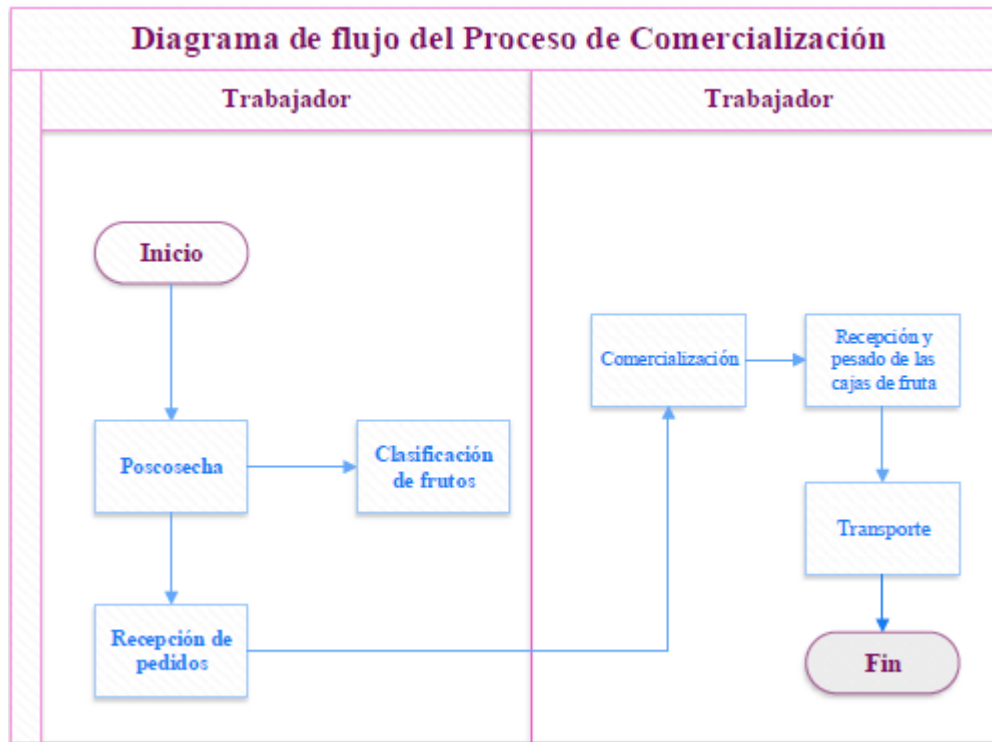 Diagrama de flujo del Proceso de Comercialización
Trabajador
Trabajador
Inicio
Poscosecha
Clasificación
de frutos
Recepción de
pedidos
Comercialización
Recepción y
pesado de las
cajas de fruta
Transporte
Fin